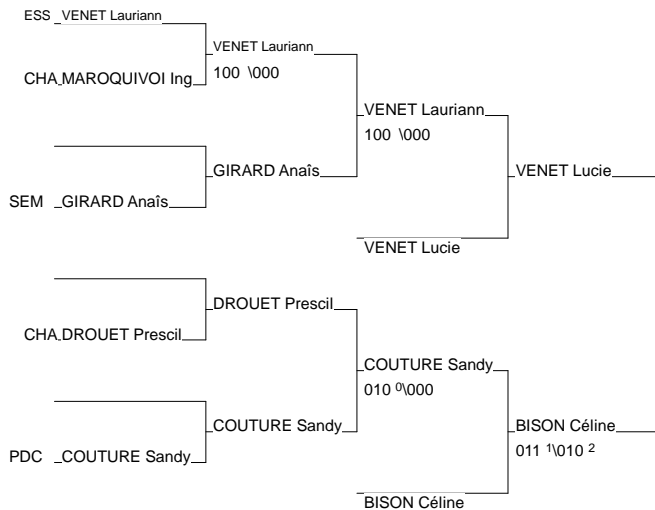 ESS VENET Lauriann
VENET Lauriann
CHA MAROQUIVOI Ing
100 \000
VENET Lauriann
100 \000
GIRARD Anaîs
VENET Lucie
SEM GIRARD Anaîs
VENET Lucie
DROUET Prescil
CHA DROUET Prescil
COUTURE Sandy
010 0\000
COUTURE Sandy
BISON Céline
011 1\010 2
PDC COUTURE Sandy
BISON Céline